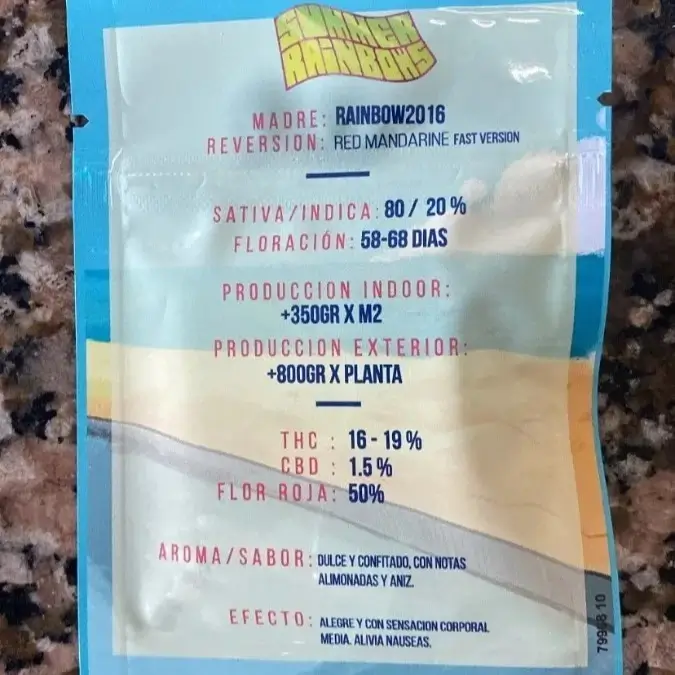 SUMMER
RAINBOWS
MADRE: RAINBOW2016
REVERSION: RED MANDARINE FAST VERSION
SATIVA/INDICA: 80 / 20 %
FLORACIÓN: 58-68 DIAS
PRODUCCION INDOOR:
+350GR X M2
PRODUCCION EXTERIOR:
+800GR X PLANTA
THC : 16 - 19 %
CBD : 1.5 %
FLOR ROJA: 50%
AROMA/SABOR: DULCE Y CONFITADO, CON NOTAS
ALIMONADAS Y ANIZ.
EFECTO: ALEGRE Y CON SENSACION CORPORAL
MEDIA. ALIVIA NAUSEAS.